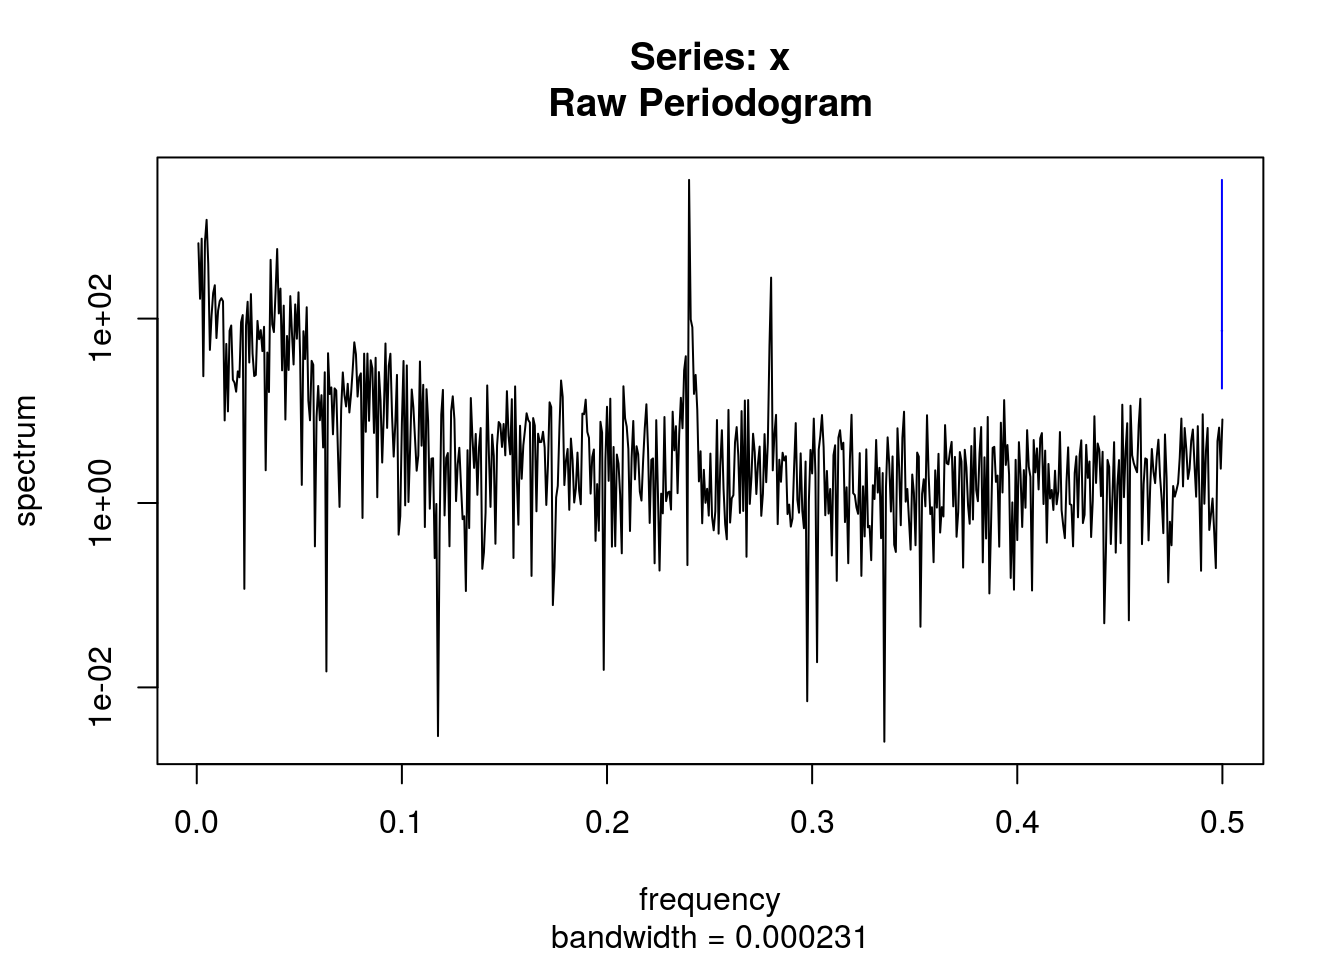 Series: x
Raw Periodogram
spectrum
1e+02
1e+00
1e-02
0.0 0.1 0.2 0.3 0.4 0.5
frequency
bandwidth = 0.000231